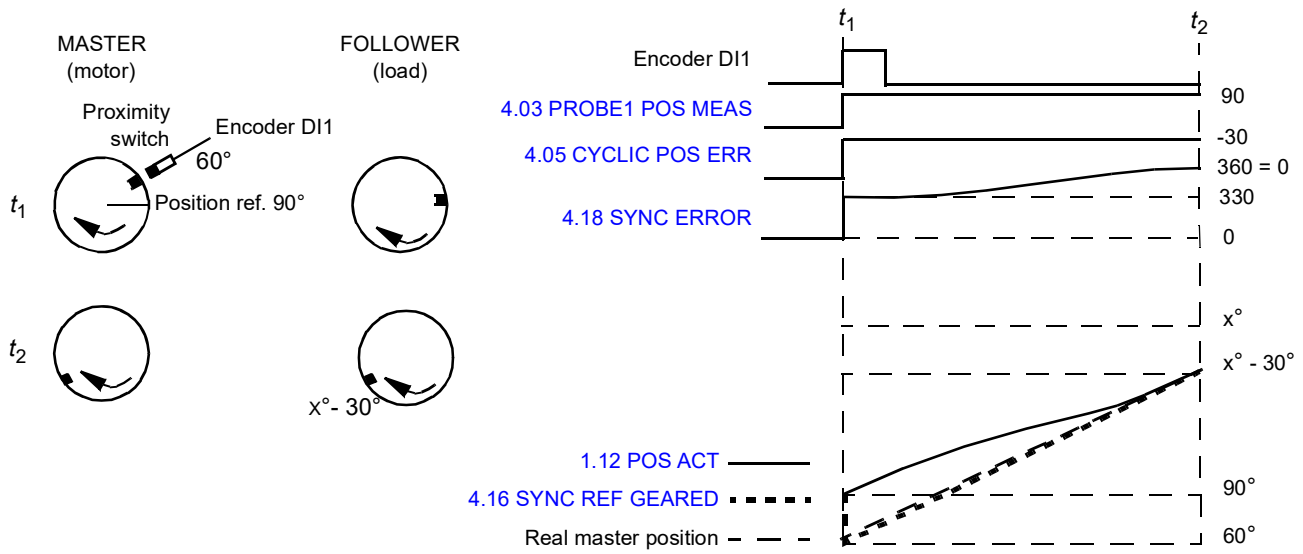 MASTER
(motor)
FOLLOWER
(load)
Proximity
switch
Encoder DI1
60°
Position ref. 90°
t1
t2
x°- 30°
t1
t2
Encoder DI1
90
4.03 PROBE1 POS MEAS
-30
4.05 CYCLIC POS ERR
360 = 0
330
4.18 SYNC ERROR
0
x°
x° - 30°
1.12 POS ACT
90°
4.16 SYNC REF GEARED
60°
Real master position